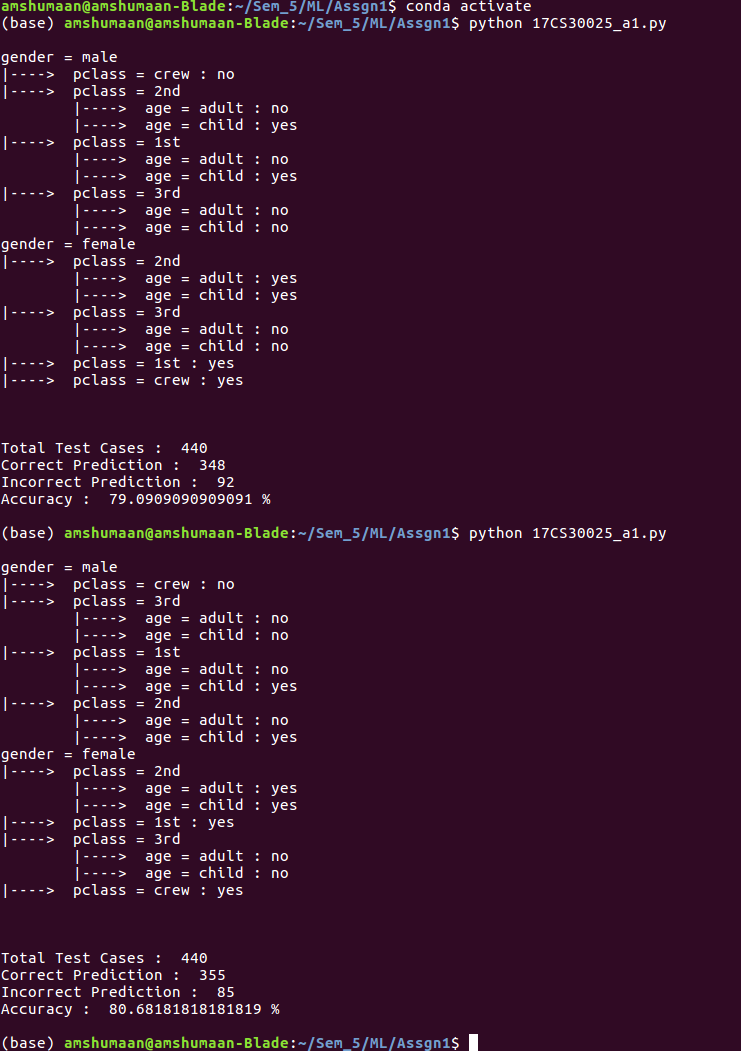 amshumaan@amshumaan-Blade:~/Sem_5/ML/Assgn1$ conda activate
(base) amshumaan@amshumaan-Blade:~/Sem_5/ML/Assgn1$ python 17CS30025_a1.py
gender = male
|---->  pclass = crew : no
|---->  pclass = 2nd
        |---->  age = adult : no
        |---->  age = child : yes
|---->  pclass = 1st
        |---->  age = adult : no
        |---->  age = child : yes
|---->  pclass = 3rd
        |---->  age = adult : no
        |---->  age = child : no
gender = female
|---->  pclass = 2nd
        |---->  age = adult : yes
        |---->  age = child : yes
|---->  pclass = 3rd
        |---->  age = adult : no
        |---->  age = child : no
|---->  pclass = 1st : yes
|---->  pclass = crew : yes
Total Test Cases :  440
Correct Prediction :  348
Incorrect Prediction :  92
Accuracy :  79.0909090909091 %
(base) amshumaan@amshumaan-Blade:~/Sem_5/ML/Assgn1$ python 17CS30025_a1.py
gender = male
|---->  pclass = crew : no
|---->  pclass = 3rd
        |---->  age = adult : no
        |---->  age = child : no
|---->  pclass = 1st
        |---->  age = adult : no
        |---->  age = child : yes
|---->  pclass = 2nd
        |---->  age = adult : no
        |---->  age = child : yes
gender = female
|---->  pclass = 2nd
        |---->  age = adult : yes
        |---->  age = child : yes
|---->  pclass = 1st : yes
|---->  pclass = 3rd
        |---->  age = adult : no
        |---->  age = child : no
|---->  pclass = crew : yes
Total Test Cases :  440
Correct Prediction :  355
Incorrect Prediction :  85
Accuracy :  80.68181818181819 %
(base) amshumaan@amshumaan-Blade:~/Sem_5/ML/Assgn1$